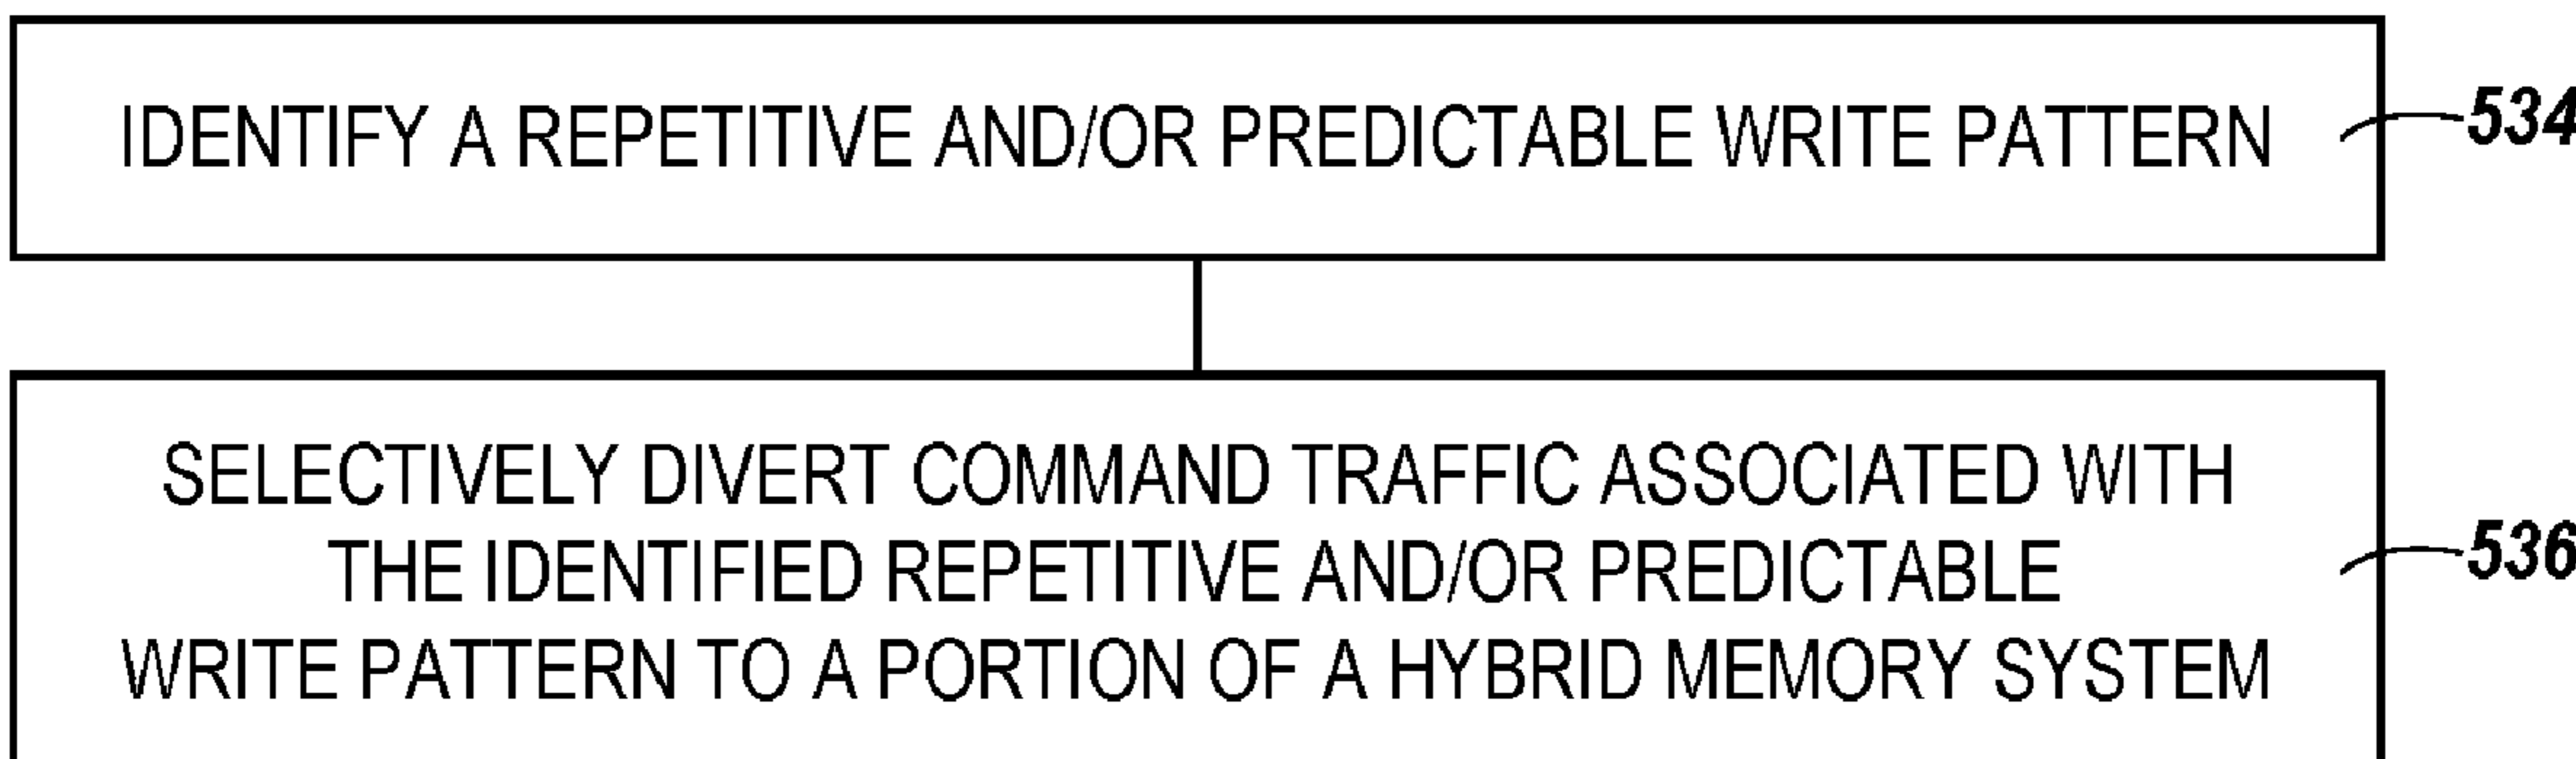 IDENTIFY A REPETITIVE AND/OR PREDICTABLE WRITE PATTERN
534
SELECTIVELY DIVERT COMMAND TRAFFIC ASSOCIATED WITH
THE IDENTIFIED REPETITIVE AND/OR PREDICTABLE
WRITE PATTERN TO A PORTION OF A HYBRID MEMORY SYSTEM
536